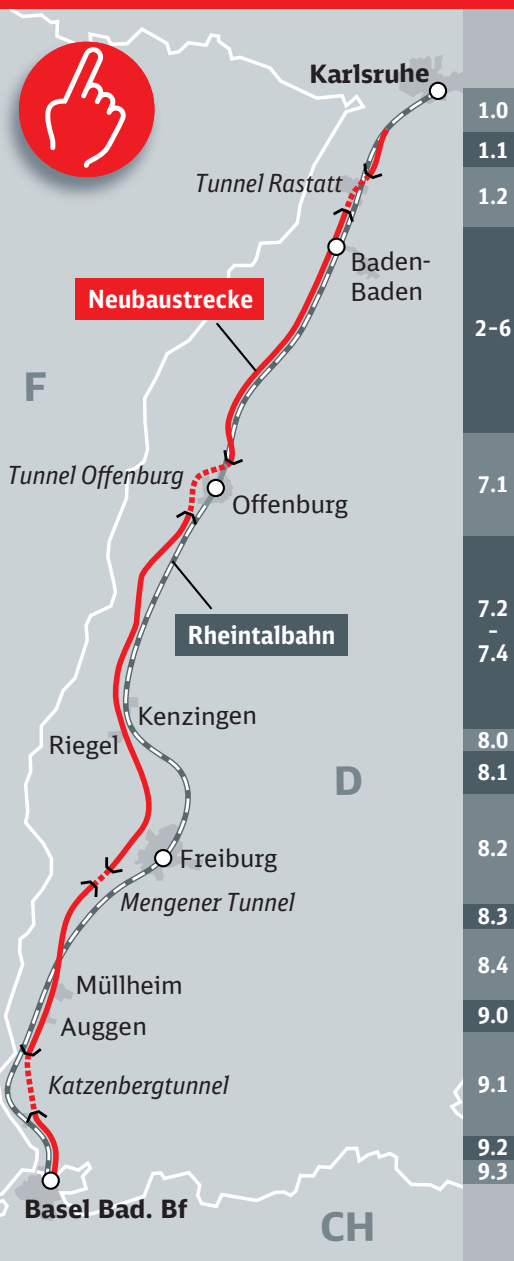 Karlsruhe
1.0
1.1
Tunnel Rastatt
1.2
Baden-
Baden
Neubaustrecke
2–6
F
Tunnel Offenburg
7.1
Offenburg
7.2
–
7.4
Rheintalbahn
Kenzingen
Riegel
8.0
8.1
D
8.2
Freiburg
Mengener Tunnel
8.3
8.4
Müllheim
9.0
Auggen
Katzenbergtunnel
9.1
9.2
9.3
Basel Bad. Bf
CH